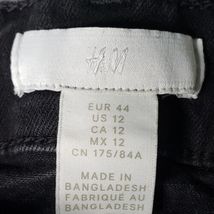 H&M
EUR 44
US 12
CA 12
MX 12
CN 175/84A
MADE IN
BANGLADESH
FABRIQUÉ AU
BANGLADESH